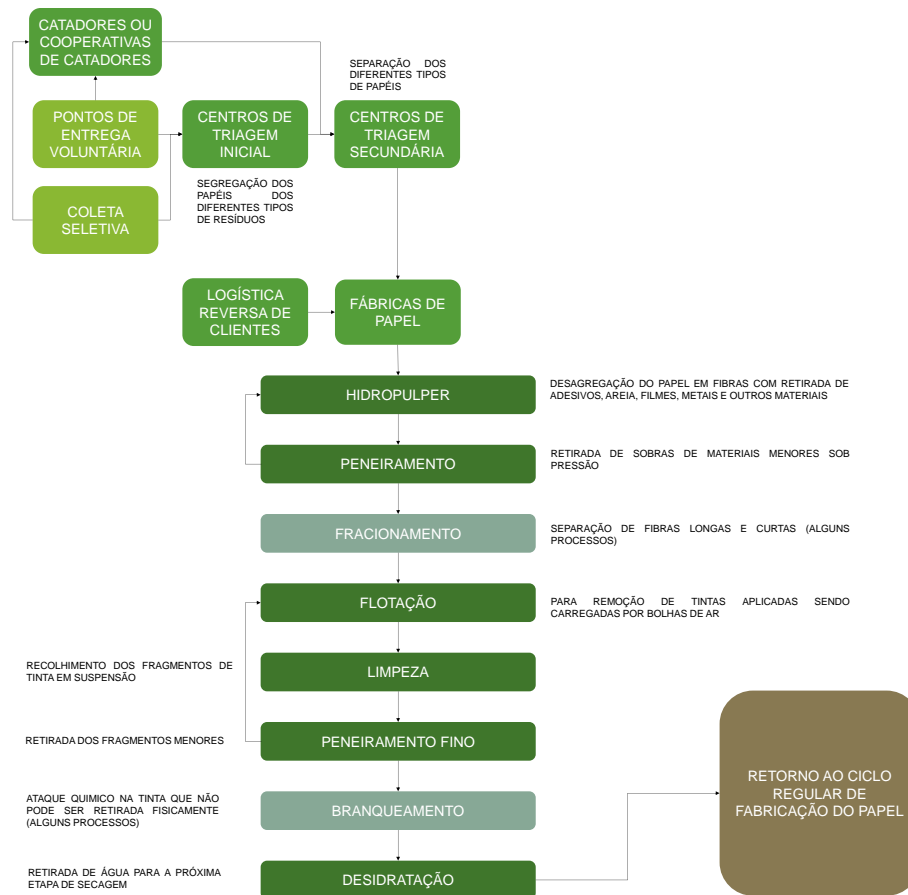 CATADORES OU
COOPERATIVAS
DE CATADORES
SEPARAÇÃO DOS
DIFERENTES TIPOS
DE PAPÉIS
PONTOS DE
ENTREGA
VOLUNTÁRIA
CENTROS DE
TRIAGEM
INICIAL
CENTROS DE
TRIAGEM
SECUNDÁRIA
SEGREGAÇÃO DOS
PAPÉIS DOS
DIFERENTES TIPOS
DE RESÍDUOS
COLETA
SELETIVA
LOGÍSTICA
REVERSA DE
CLIENTES
FÁBRICAS DE
PAPEL
HIDROPULPER
DESAGREGAÇÃO DO PAPEL EM FIBRAS COM RETIRADA DE
ADESIVOS, AREIA, FILMES, METAIS E OUTROS MATERIAIS
PENEIRAMENTO
RETIRADA DE SOBRAS DE MATERIAIS MENORES SOB
PRESSÃO
FRACIONAMENTO
SEPARAÇÃO DE FIBRAS LONGAS E CURTAS (ALGUNS
PROCESSOS)
FLOTAÇÃO
PARA REMOÇÃO DE TINTAS APLICADAS SENDO
CARREGADAS POR BOLHAS DE AR
RECOLHIMENTO DOS FRAGMENTOS DE
TINTA EM SUSPENSÃO
LIMPEZA
RETIRADA DOS FRAGMENTOS MENORES
PENEIRAMENTO FINO
RETORNO AO CICLO
REGULAR DE
FABRICAÇÃO DO PAPEL
ATAQUE QUIMICO NA TINTA QUE NÃO
PODE SER RETIRADA FISICAMENTE
(ALGUNS PROCESSOS)
BRANQUEAMENTO
RETIRADA DE ÁGUA PARA A PRÓXIMA
ETAPA DE SECAGEM
DESIDRATAÇÃO